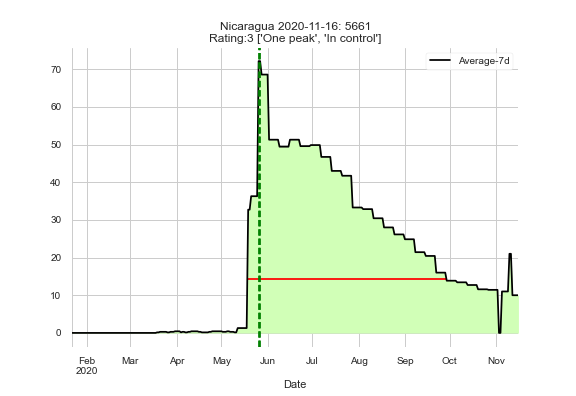 Nicaragua 2020-11-16: 5661
Rating:3 ['One peak', 'In control']
Average-7d
70
60
50
40
30
20
10
0
Feb Mar Apr May Jun Jul Aug Sep Oct Nov
2020
Date